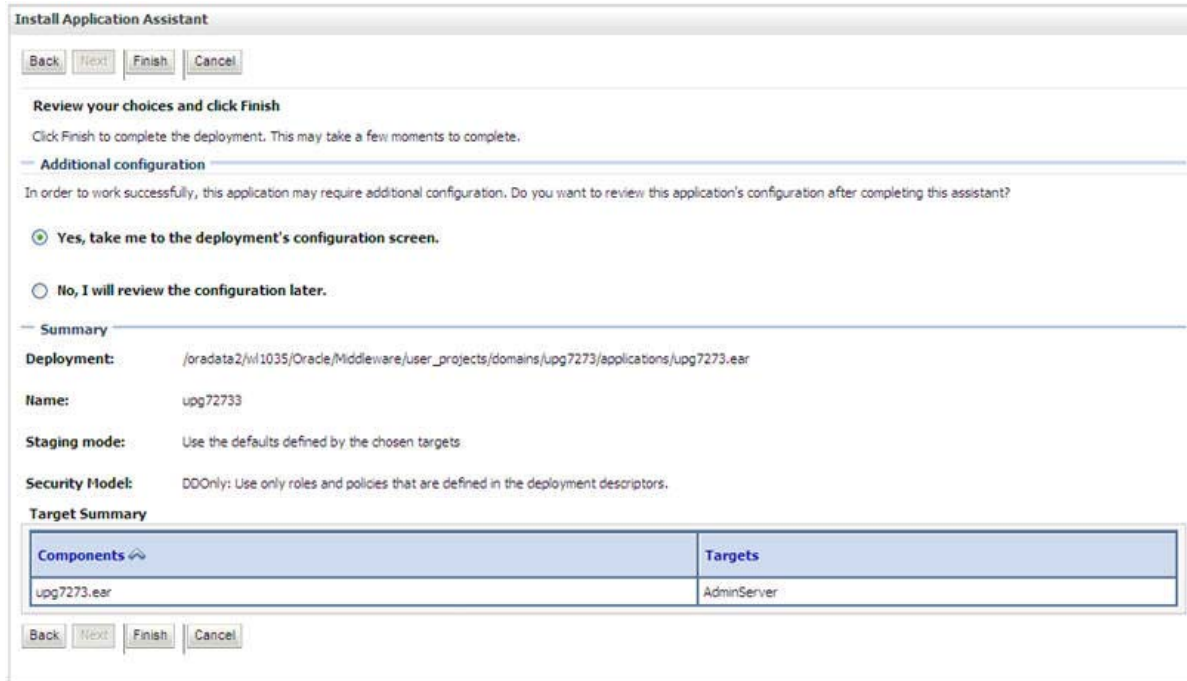 Install Application Assistant
Back Next Finish Cancel
Review your choices and click Finish
Click Finish to complete the deployment. This may take a few moments to complete.
Additional configuration
In order to work successfully, this application may require additional configuration. Do you want to review this application's configuration after completing this assistant?
Yes, take me to the deployment's configuration screen.
No, I will review the configuration later.
Summary
Deployment: /oradata2/wl1035/Oracle/Middleware/user_projects/domains/upg7273/applications/upg7273.ear
Name: upg72733
Staging mode: Use the defaults defined by the chosen targets
Security Model: DDOnly: Use only roles and policies that are defined in the deployment descriptors.
Target Summary
Components Targets
upg7273.ear AdminServer
Back Next Finish Cancel